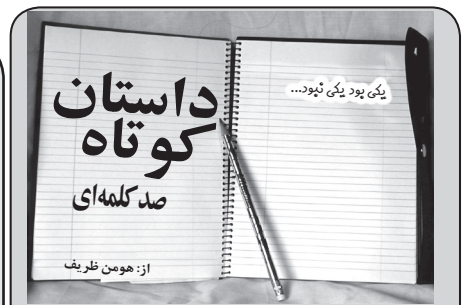 یکی بود یکی نبود...
داستان
کوتاه
صد کلمه‌ای
از: هومن ظریف